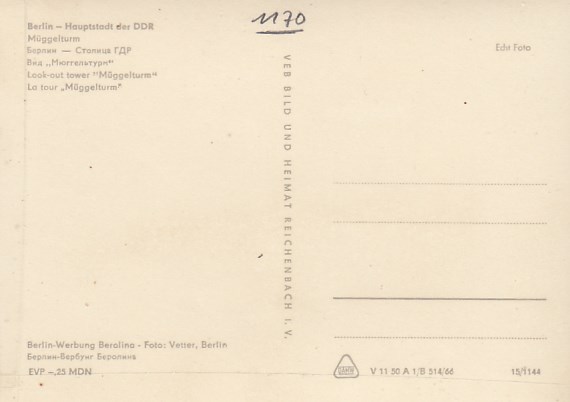 1170
Berlin – Hauptstadt der DDR
Müggelturm
Берлин — Столица ГДР
Вид „Мюггельтурм“
Look-out tower "Müggelturm"
La tour „Müggelturm"
Echt Foto
VEB BILD UND HEIMAT REICHENBACH I. V.
Berlin-Werbung Berolina - Foto: Vetter, Berlin
Берлин-Вербунг Беролина
EVP –,25 MDN
V 11 50 A 1/B 514/66
15/1144